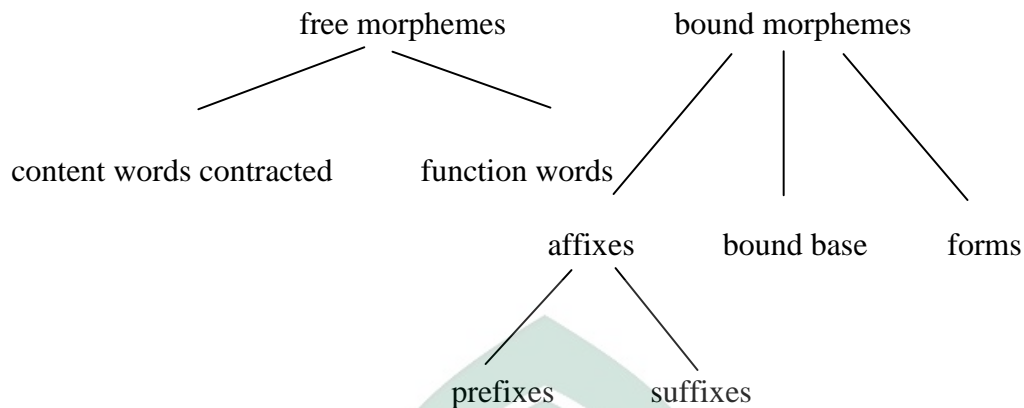 free morphemes bound morphemes
content words contracted function words
affixes bound base forms
prefixes suffixes